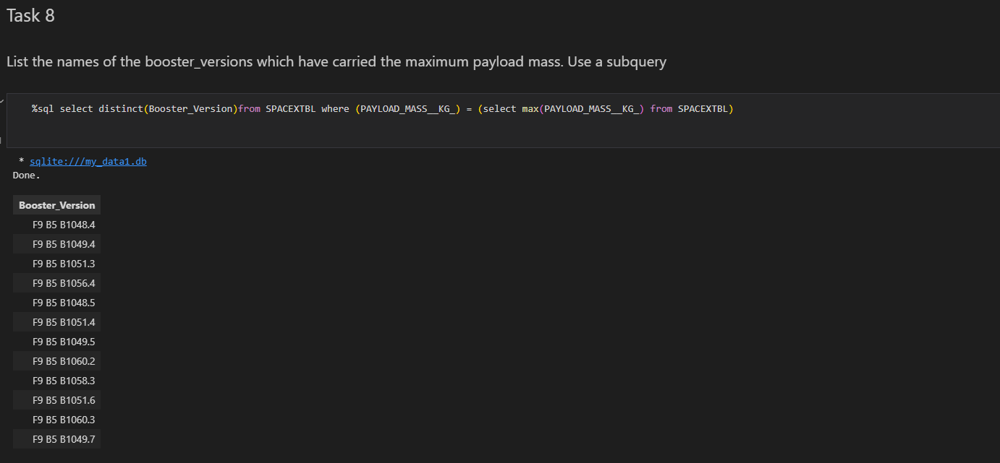 Task 8
List the names of the booster_versions which have carried the maximum payload mass. Use a subquery
%sql select distinct(Booster_Version)from SPACEXTBL where (PAYLOAD_MASS__KG_) = (select max(PAYLOAD_MASS__KG_) from SPACEXTBL)
* sqlite:///my_data1.db
Done.
Booster_Version
F9 B5 B1048.4
F9 B5 B1049.4
F9 B5 B1051.3
F9 B5 B1056.4
F9 B5 B1048.5
F9 B5 B1051.4
F9 B5 B1049.5
F9 B5 B1060.2
F9 B5 B1058.3
F9 B5 B1051.6
F9 B5 B1060.3
F9 B5 B1049.7